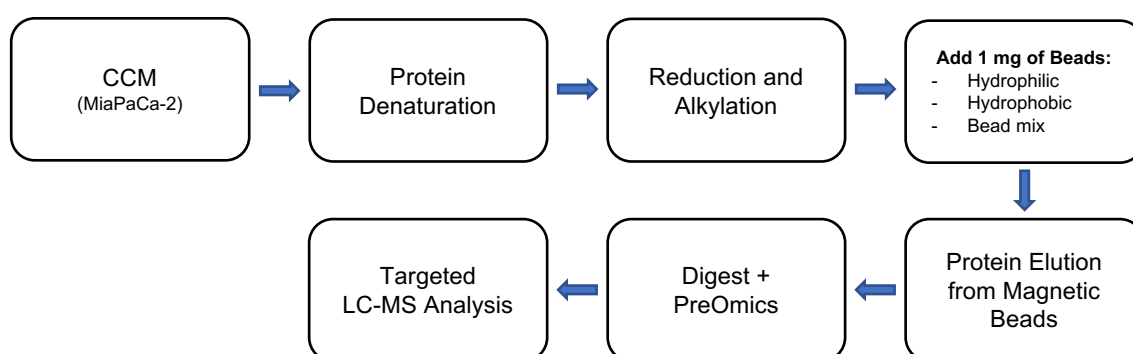 CCM
(MiaPaCa-2)
Protein
Denaturation
Reduction and
Alkylation
Add 1 mg of Beads:
- Hydrophilic
- Hydrophobic
- Bead mix
Protein Elution
from Magnetic
Beads
Digest +
PreOmics
Targeted
LC-MS Analysis